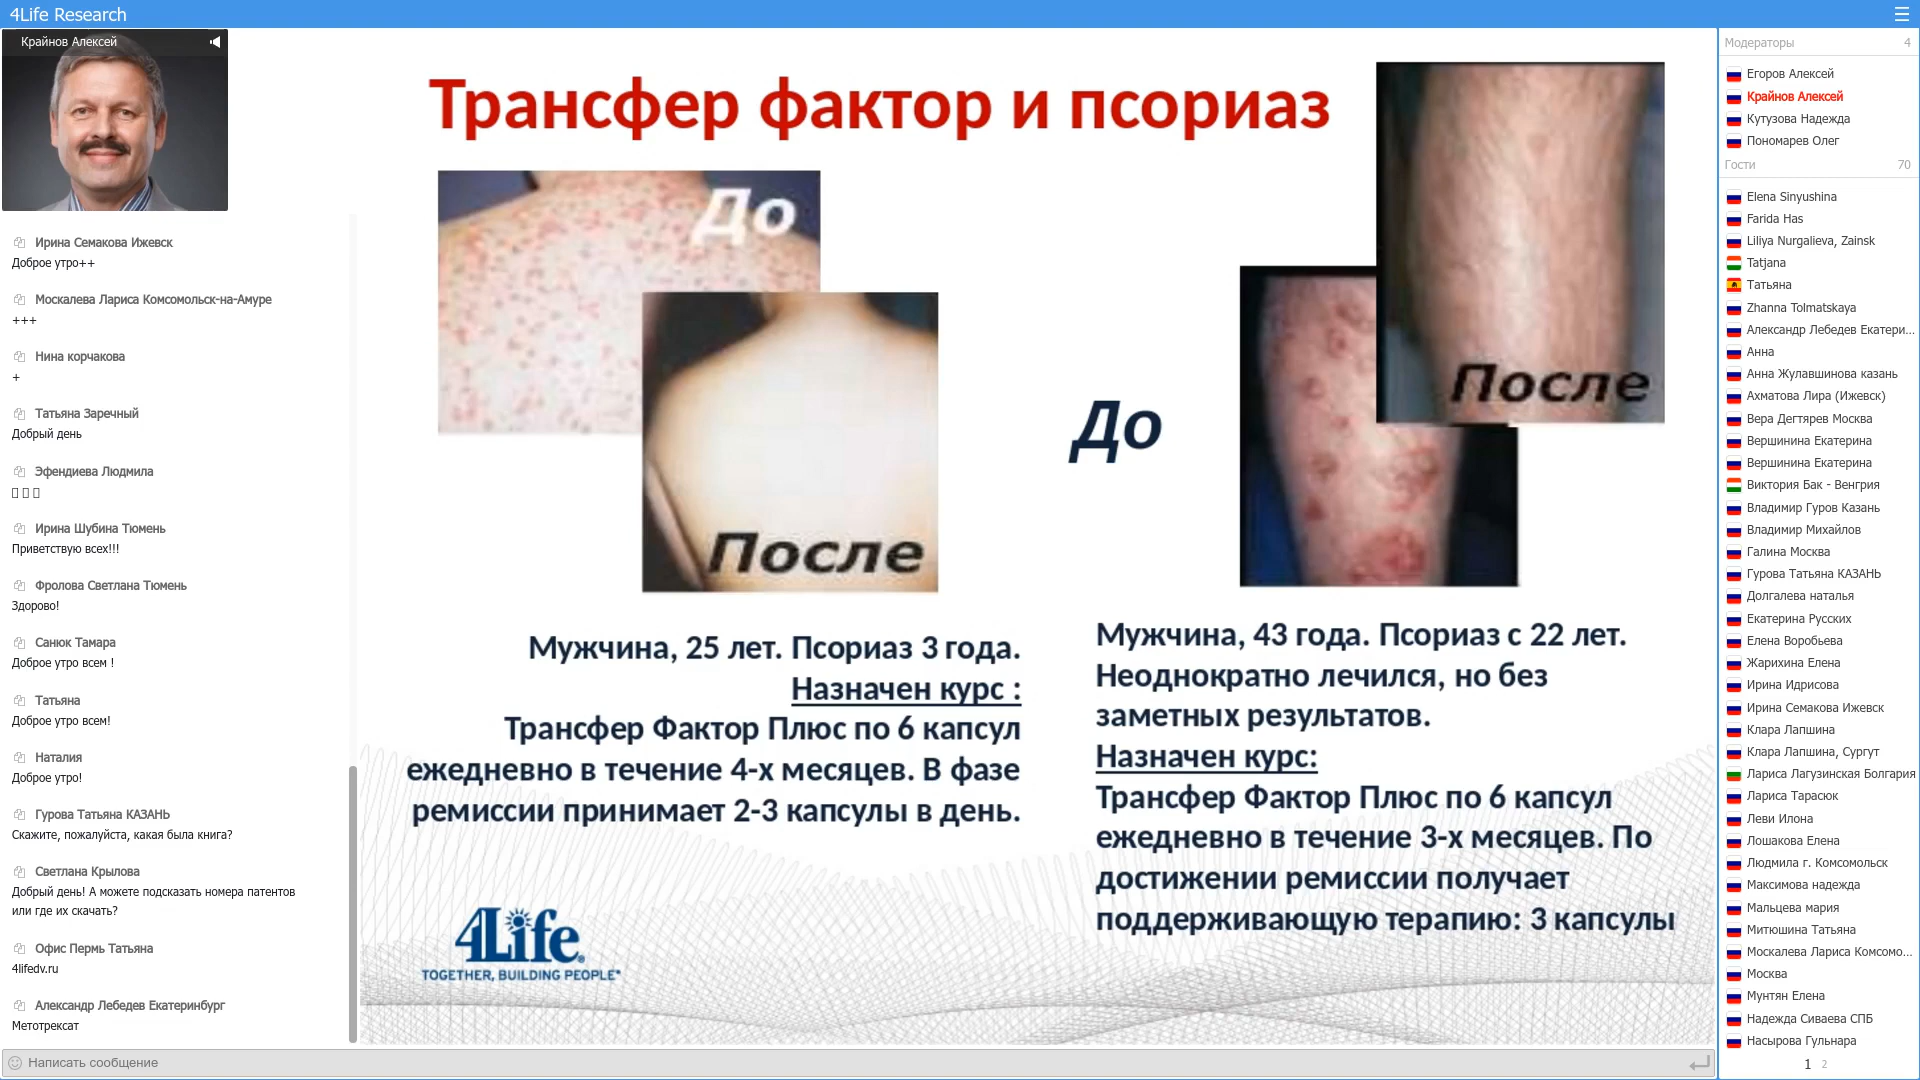 4Life Research
Крайнов Алексей
Ирина Семакова Ижевск
Доброе утро++
Москалева Лариса Комсомольск-на-Амуре
+++
Нина корчакова
+
Татьяна Заречный
Добрый день
Эфендиева Людмила
Ирина Шубина Тюмень
Приветствую всех!!!
Фролова Светлана Тюмень
Здорово!
Санюк Тамара
Доброе утро всем !
Татьяна
Доброе утро всем!
Наталия
Доброе утро!
Гурова Татьяна КАЗАНЬ
Скажите, пожалуйста, какая была книга?
Светлана Крылова
Добрый день! А можете подсказать номера патентов
или где их скачать?
Офис Пермь Татьяна
4lifedv.ru
Александр Лебедев Екатеринбург
Метотрексат
Написать сообщение
Трансфер фактор и псориаз
До
После
До
После
Мужчина, 25 лет. Псориаз 3 года.
Назначен курс :
Трансфер Фактор Плюс по 6 капсул
ежедневно в течение 4-х месяцев. В фазе
ремиссии принимает 2-3 капсулы в день.
Мужчина, 43 года. Псориаз с 22 лет.
Неоднократно лечился, но без
заметных результатов.
Назначен курс:
Трансфер Фактор Плюс по 6 капсул
ежедневно в течение 3-х месяцев. По
достижении ремиссии получает
поддерживающую терапию: 3 капсулы
4Life
TOGETHER, BUILDING PEOPLE
Модераторы 4
Егоров Алексей
Крайнов Алексей
Кутузова Надежда
Пономарев Олег
Гости 70
Elena Sinyushina
Farida Has
Liliya Nurgalieva, Zainsk
Tatjana
Татьяна
Zhanna Tolmatskaya
Александр Лебедев Екатери...
Анна
Анна Жулавшинова казань
Ахматова Лира (Ижевск)
Вера Дегтярев Москва
Вершинина Екатерина
Вершинина Екатерина
Виктория Бак - Венгрия
Владимир Гуров Казань
Владимир Михайлов
Галина Москва
Гурова Татьяна КАЗАНЬ
Долгалева наталья
Екатерина Русских
Елена Воробьева
Жарихина Елена
Ирина Идрисова
Ирина Семакова Ижевск
Клара Лапшина
Клара Лапшина, Сургут
Лариса Лагузинская Болгария
Лариса Тарасюк
Леви Илона
Лошакова Елена
Людмила г. Комсомольск
Максимова надежда
Мальцева мария
Митюшина Татьяна
Москалева Лариса Комсомо...
Москва
Мунтян Елена
Надежда Сиваева СПБ
Насырова Гульнара
1 2